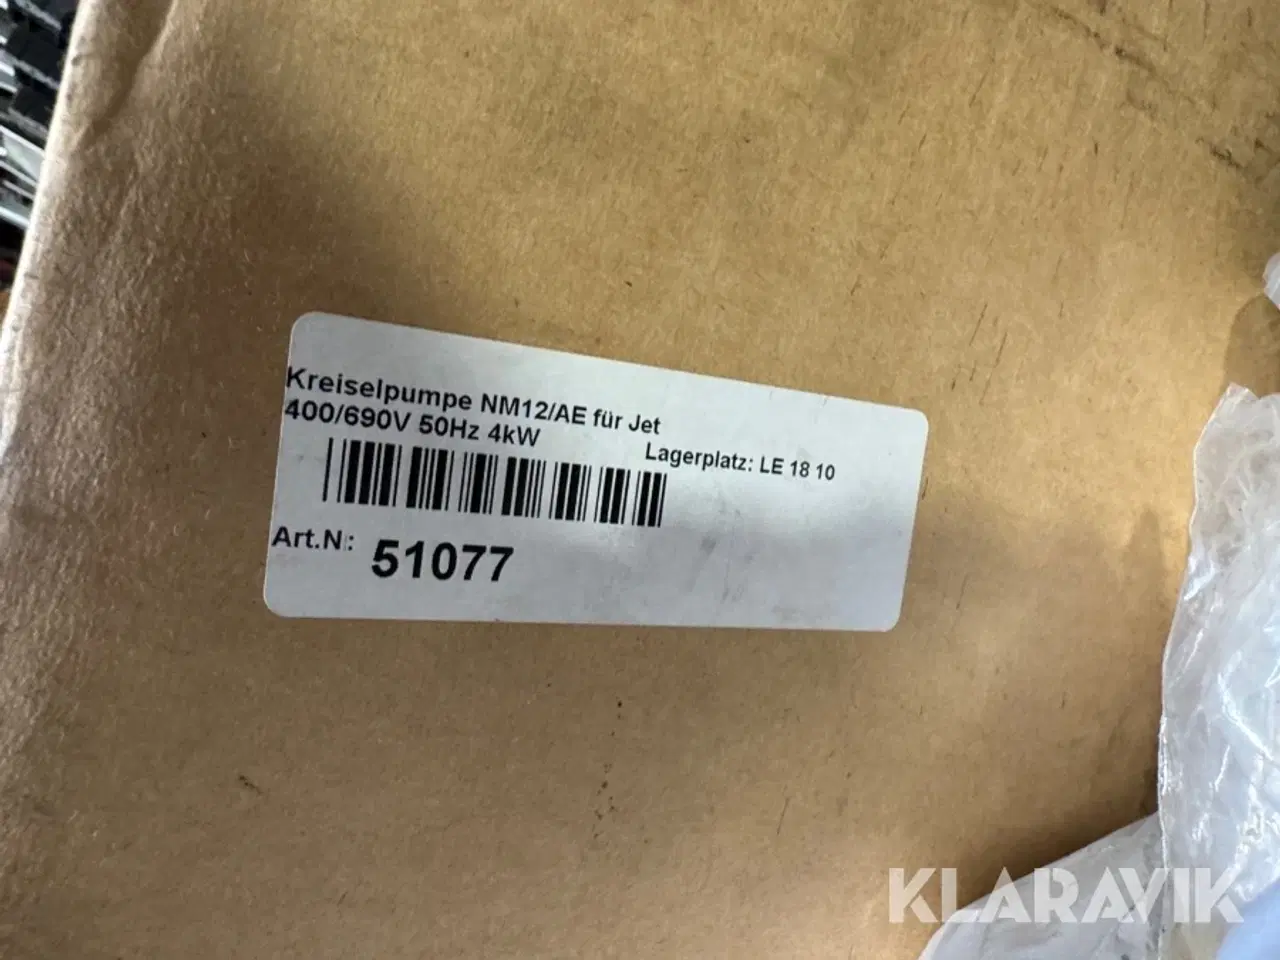 Kreiselpumpe NM12/AE für Jet
400/690V 50Hz 4kW
Lagerplatz: LE 18 10
Art.N:
51077
KLARAVIK